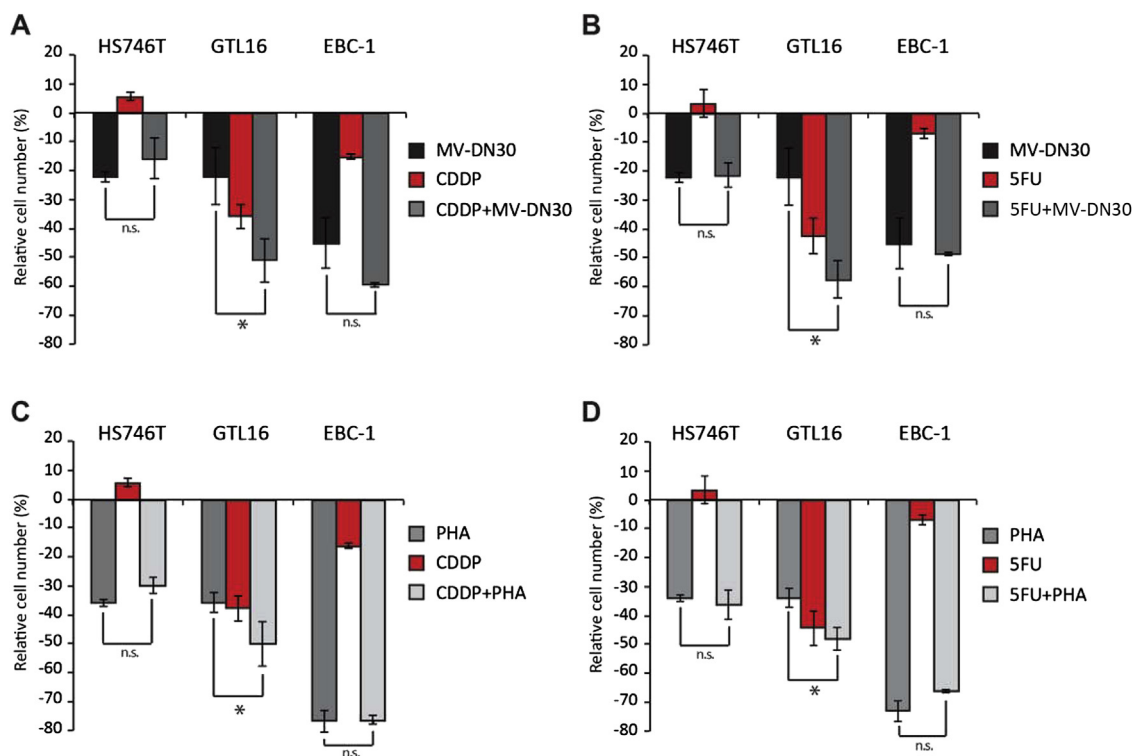 A
HS746T GTL16 EBC-1
Relative cell number (%)
20
10
0
-10
-20
-30
-40
-50
-60
-70
-80
n.s.
*
n.s.
MV-DN30
CDDP
CDDP+MV-DN30
B
HS746T GTL16 EBC-1
Relative cell number (%)
20
10
0
-10
-20
-30
-40
-50
-60
-70
-80
n.s.
*
n.s.
MV-DN30
5FU
5FU+MV-DN30
C
HS746T GTL16 EBC-1
Relative cell number (%)
20
10
0
-10
-20
-30
-40
-50
-60
-70
-80
n.s.
*
n.s.
PHA
CDDP
CDDP+PHA
D
HS746T GTL16 EBC-1
Relative cell number (%)
20
10
0
-10
-20
-30
-40
-50
-60
-70
-80
n.s.
*
n.s.
PHA
5FU
5FU+PHA